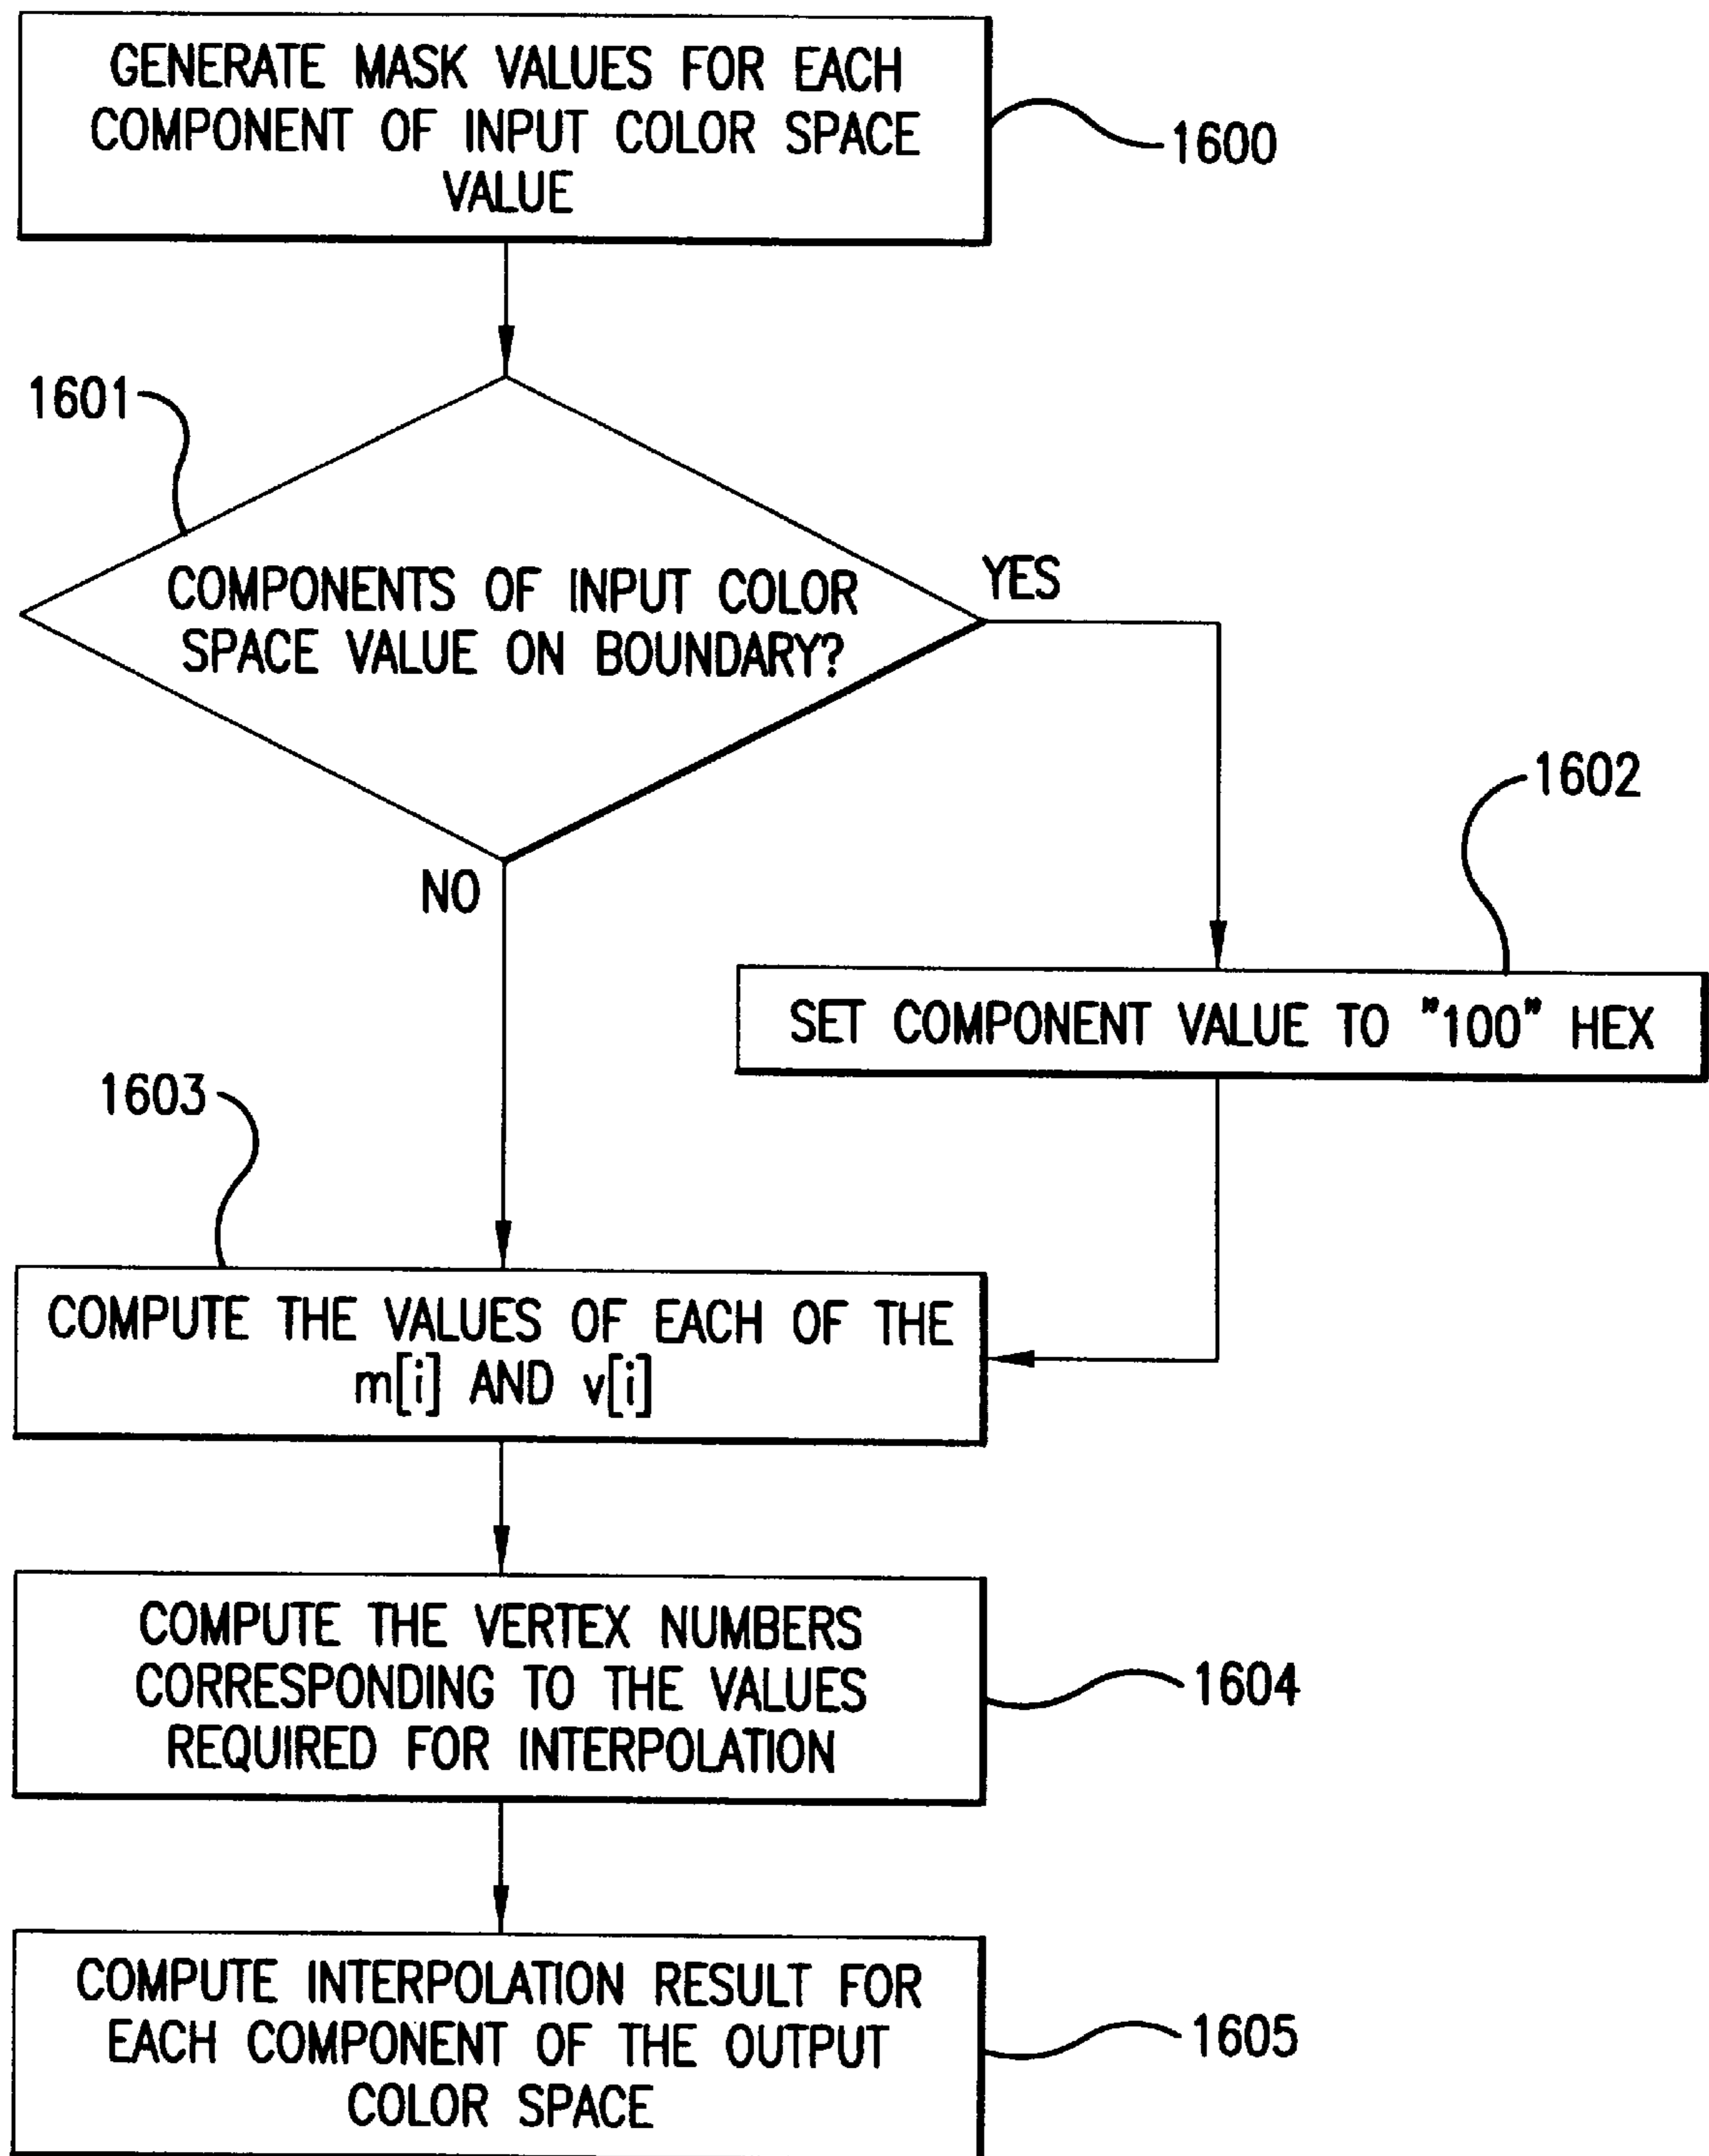 GENERATE MASK VALUES FOR EACH
COMPONENT OF INPUT COLOR SPACE
VALUE
1600
1601
COMPONENTS OF INPUT COLOR
SPACE VALUE ON BOUNDARY?
YES
NO
1602
SET COMPONENT VALUE TO "100" HEX
1603
COMPUTE THE VALUES OF EACH OF THE
m[i] AND v[i]
COMPUTE THE VERTEX NUMBERS
CORRESPONDING TO THE VALUES
REQUIRED FOR INTERPOLATION
1604
COMPUTE INTERPOLATION RESULT FOR
EACH COMPONENT OF THE OUTPUT
COLOR SPACE
1605